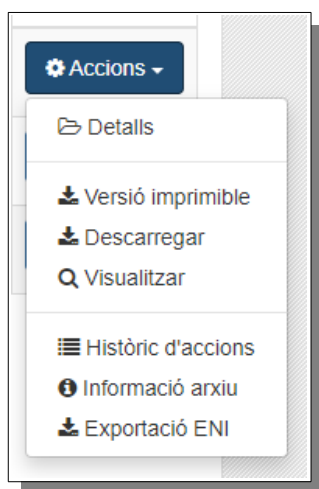 Accions
Detalls
Versió imprimible
Descarregar
Visualitzar
Històric d'accions
Informació arxiu
Exportació ENI